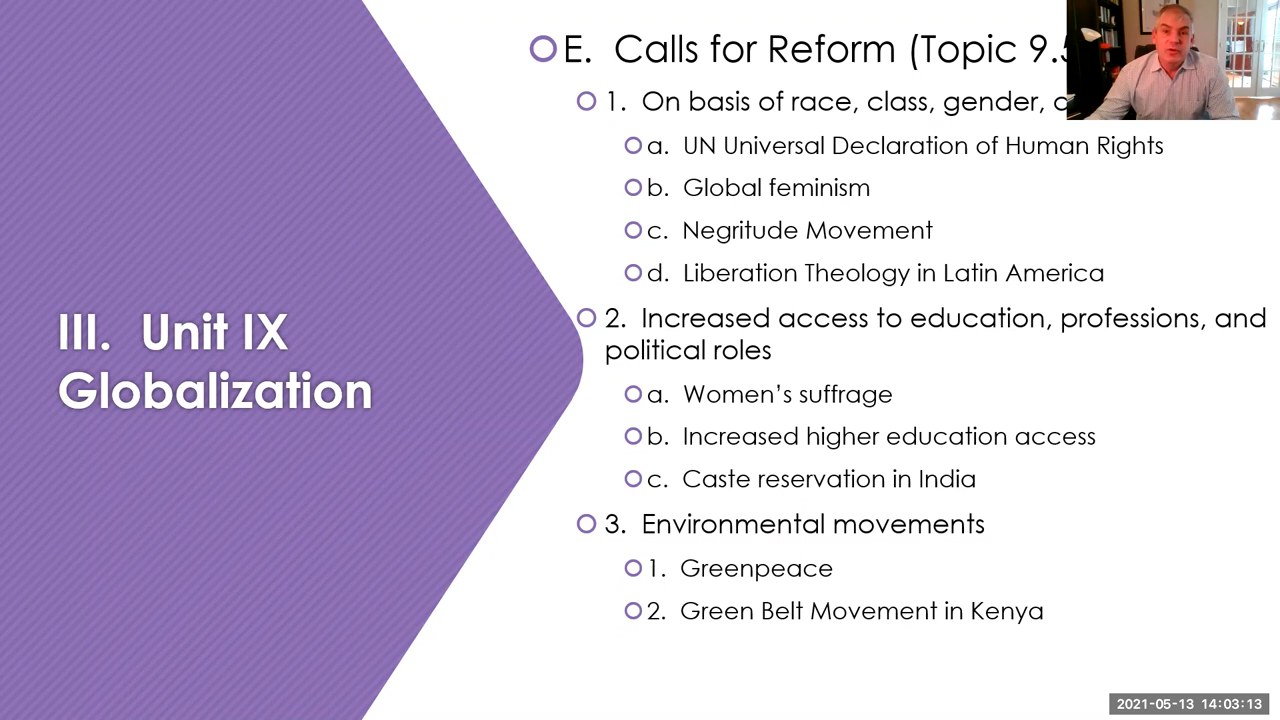 III. Unit IX
Globalization
E. Calls for Reform (Topic 9.5
1. On basis of race, class, gender,
a. UN Universal Declaration of Human Rights
b. Global feminism
c. Negritude Movement
d. Liberation Theology in Latin America
2. Increased access to education, professions, and
political roles
a. Women's suffrage
b. Increased higher education access
c. Caste reservation in India
3. Environmental movements
1. Greenpeace
2. Green Belt Movement in Kenya
2021-05-13 14:03:13